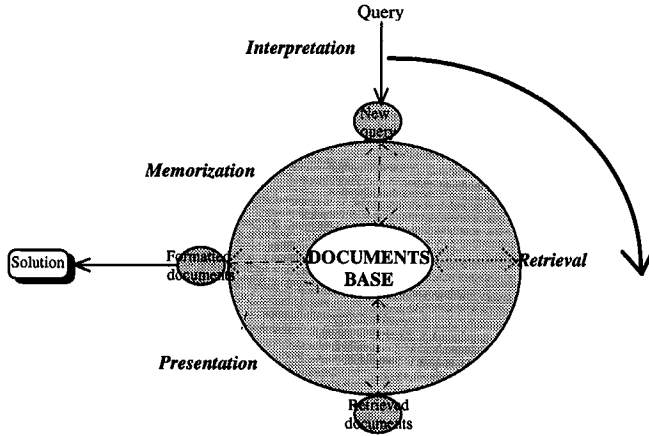 Query
Interpretation
New
query
Memorization
Solution
Formatted
documents
DOCUMENTS
BASE
Retrieval
Presentation
Retrieved
documents